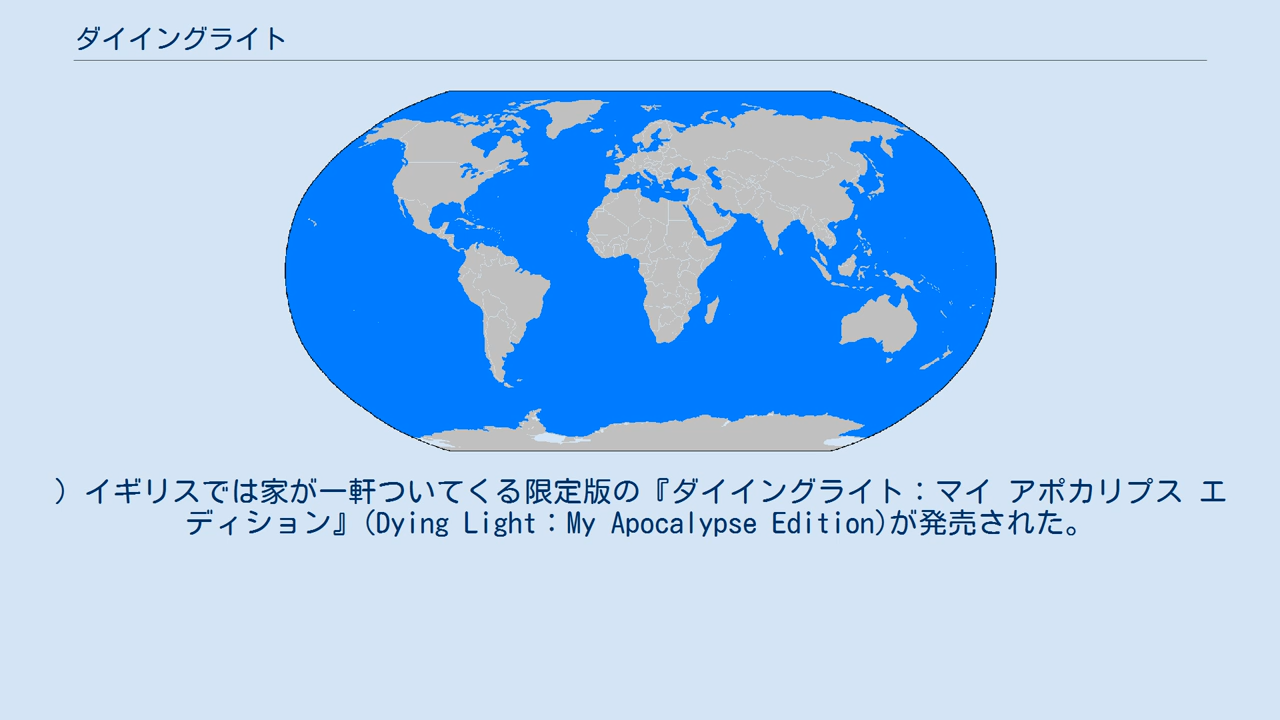 ダイイングライト
）イギリスでは家が一軒ついてくる限定版の『ダイイングライト：マイ アポカリプス エ
ディション』(Dying Light：My Apocalypse Edition)が発売された。